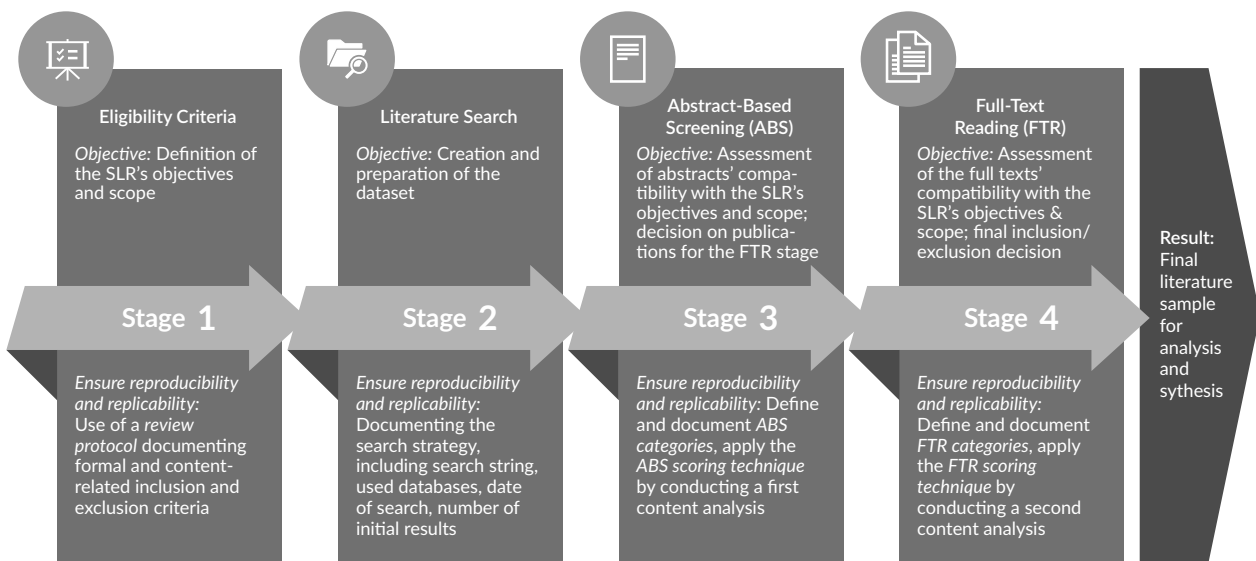 Eligibility Criteria
Objective: Definition of
the SLR's objectives
and scope
Stage 1
Ensure reproducibility
and replicability:
Use of a review
protocol documenting
formal and content-
related inclusion and
exclusion criteria
Literature Search
Objective: Creation and
preparation of the
dataset
Stage 2
Ensure reproducibility
and replicability:
Documenting the
search strategy,
including search string,
used databases, date
of search, number of
initial results
Abstract-Based
Screening (ABS)
Objective: Assessment
of abstracts' compa-
tibility with the SLR's
objectives and scope;
decision on publica-
tions for the FTR stage
Stage 3
Ensure reproducibility
and replicability: Define
and document ABS
categories, apply the
ABS scoring technique
by conducting a first
content analysis
Full-Text
Reading (FTR)
Objective: Assessment
of the full texts'
compatibility with the
SLR's objectives &
scope; final inclusion/
exclusion decision
Stage 4
Ensure reproducibility
and replicability:
Define and document
FTR categories, apply
the FTR scoring
technique by
conducting a second
content analysis
Result:
Final
literature
sample
for
analysis
and
sythesis